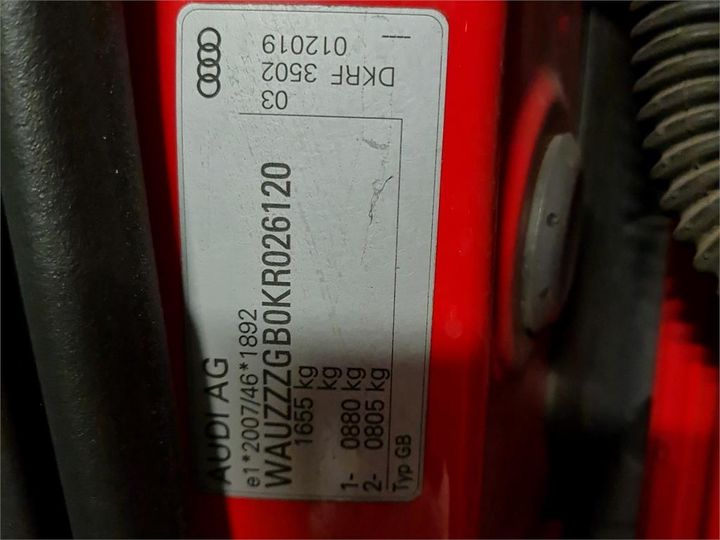 AUDI AG
e1*2007/46*1892
WAUZZZGB0KR026120
1655 kg
kg
1- 0880 kg
2- 0805 kg
Typ GB
03
DKRF 3502
012019